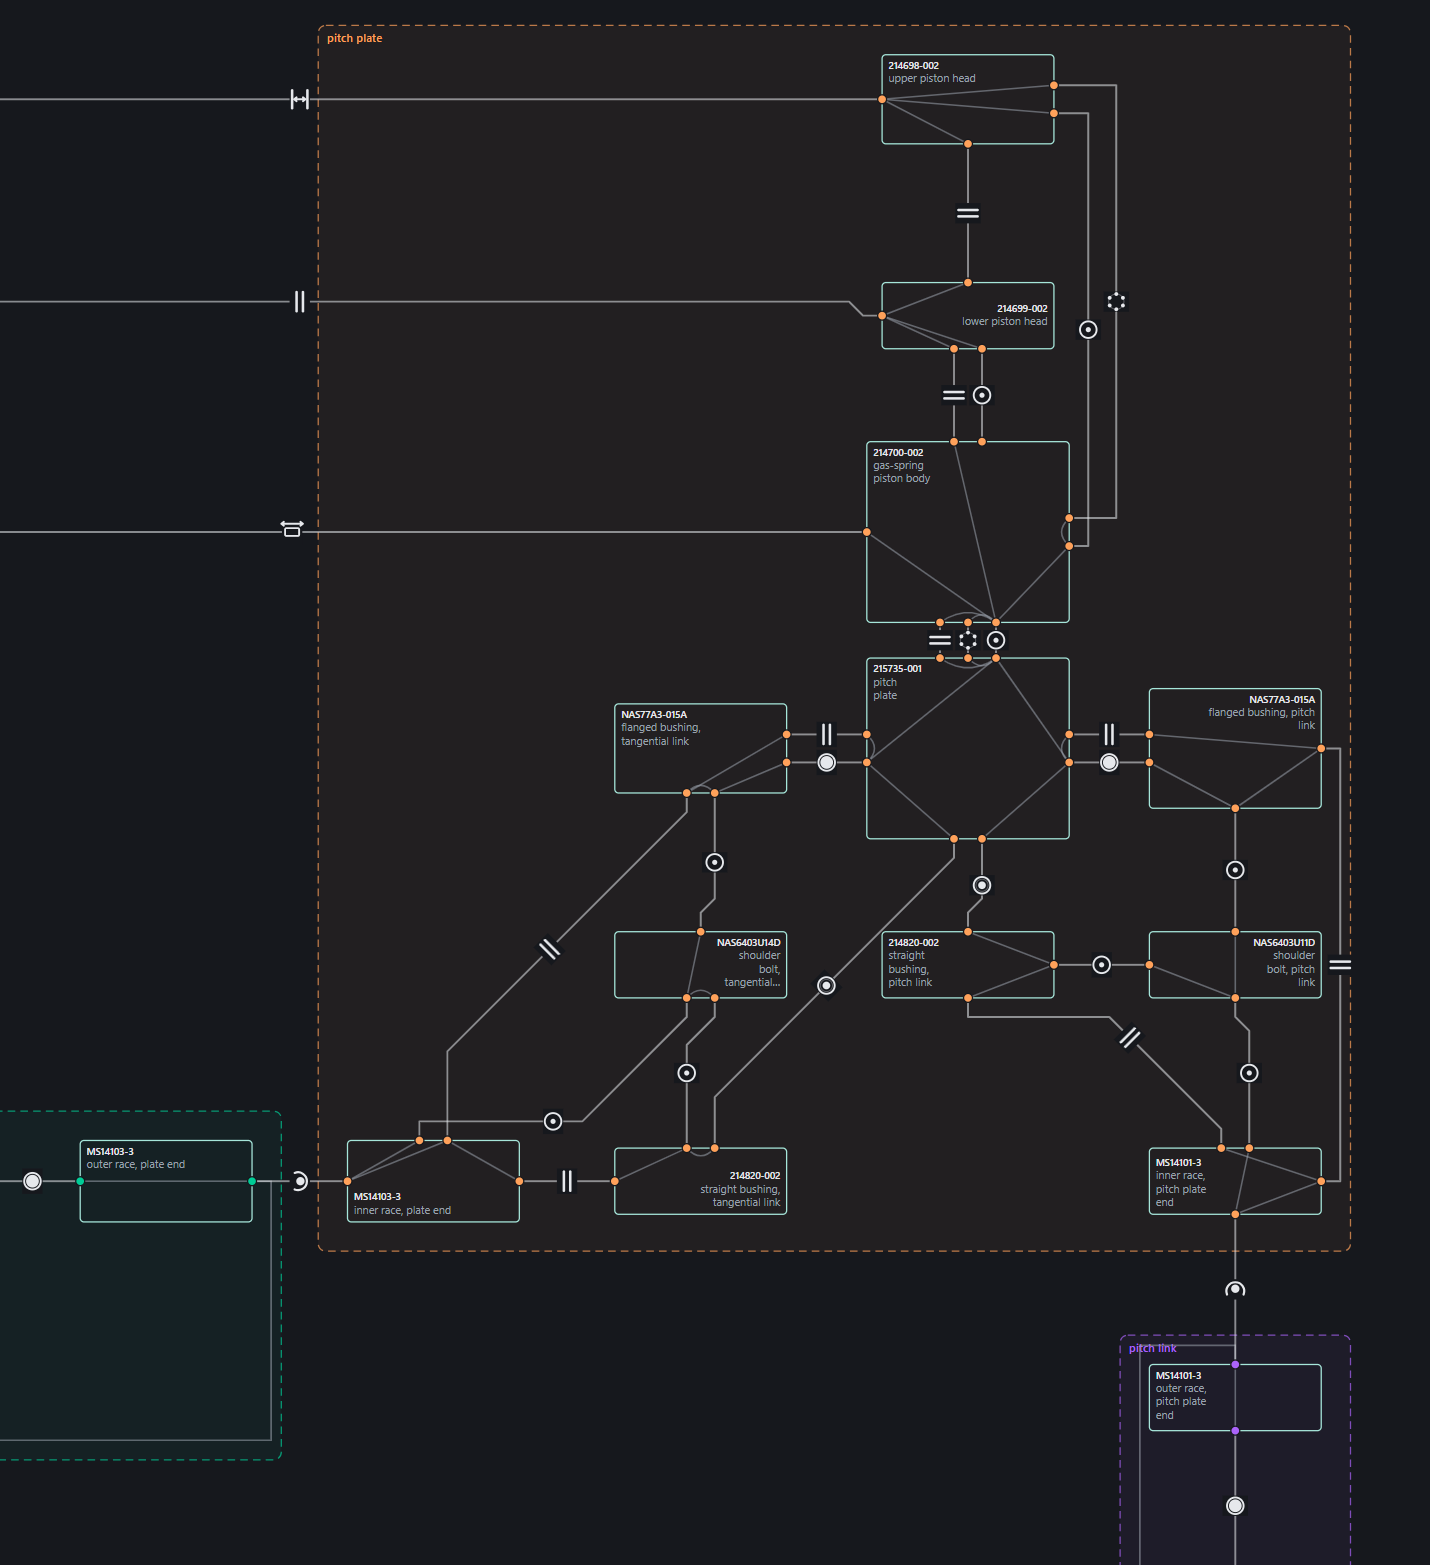 pitch plate
214698-002
upper piston head
214699-002
lower piston head
214700-002
gas-spring
piston body
215735-001
pitch
plate
NAS77A3-015A
flanged bushing,
tangential link
NAS77A3-015A
flanged bushing, pitch
link
NAS6403U14D
shoulder
bolt,
tangential...
214820-002
straight
bushing,
pitch link
NAS6403U11D
shoulder
bolt, pitch
link
MS14103-3
outer race, plate end
MS14103-3
inner race, plate end
214820-002
straight bushing,
tangential link
MS14101-3
inner race,
pitch plate
end
pitch link
MS14101-3
outer race,
pitch plate
end